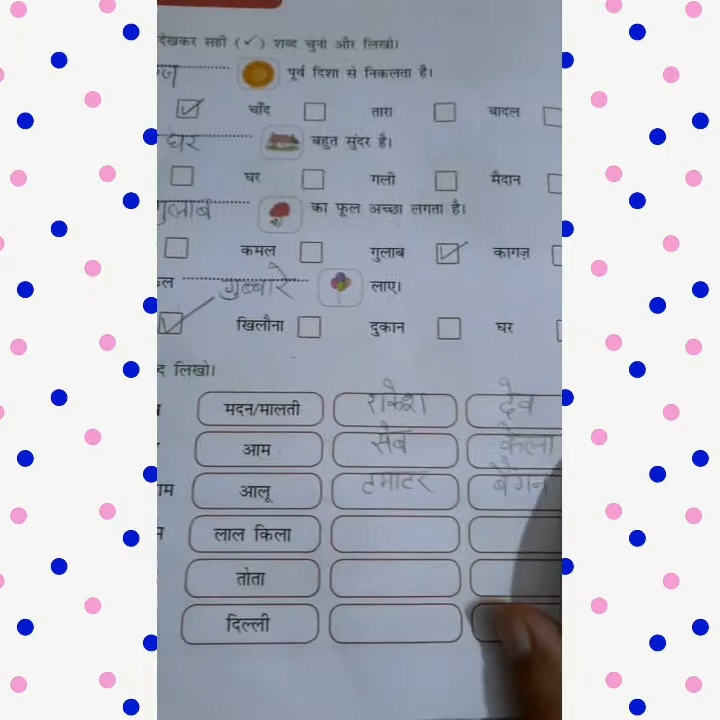 देखकर सही (✓) शब्द चुनो और लिखो।
पूर्व दिशा से निकलता है।
चाँद तारा बादल
घर बहुत सुंदर है।
घर गली मैदान
गुलाब का फूल अच्छा लगता है।
कमल गुलाब कागज़
गुब्बारे लाए।
खिलौना दुकान घर
लिखो।
मदन/मालती राकेश देव
आम सेब केला
आलू टमाटर बैंगन
लाल किला
तोता
दिल्ली